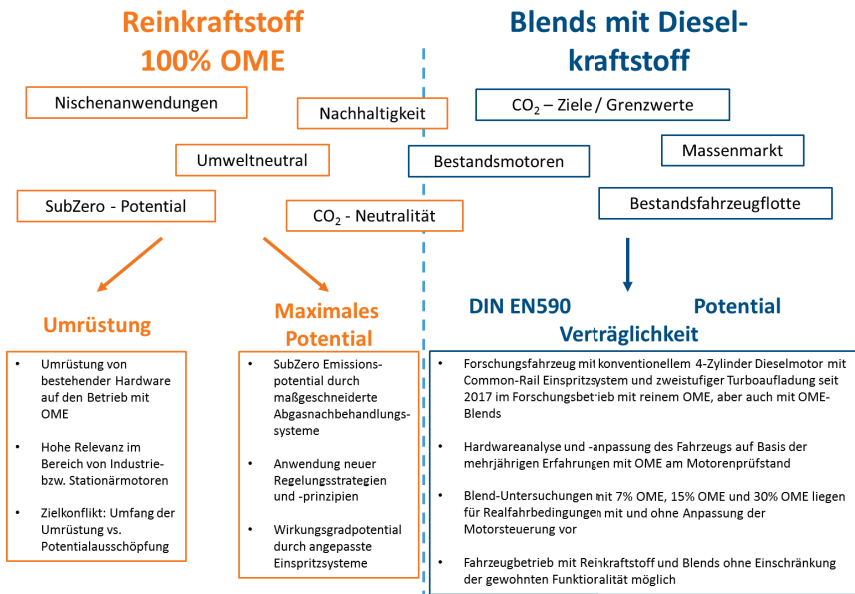 Reinkraftstoff
100% OME
Nischenanwendungen
Nachhaltigkeit
Umweltneutral
SubZero - Potential
CO₂ - Neutralität
Umrüstung
• Umrüstung von
bestehender Hardware
auf den Betrieb mit
OME
• Hohe Relevanz im
Bereich von Industrie-
bzw. Stationärmotoren
• Zielkonflikt: Umfang der
Umrüstung vs.
Potentialausschöpfung
Maximales
Potential
• SubZero Emissions-
potential durch
maßgeschneiderte
Abgasnachbehandlungs-
systeme
• Anwendung neuer
Regelungsstrategien
und -prinzipien
• Wirkungsgradpotential
durch angepasste
Einspritzsysteme
Blends mit Diesel-
kraftstoff
CO₂ – Ziele / Grenzwerte
Massenmarkt
Bestandsmotoren
Bestandsfahrzeugflotte
DIN EN590 Potential
Verträglichkeit
• Forschungsfahrzeug mit konventionellem 4-Zylinder Dieselmotor mit
Common-Rail Einspritzsystem und zweistufiger Turboaufladung seit
2017 im Forschungsbetrieb mit reinem OME, aber auch mit OME-
Blends
• Hardwareanalyse und -anpassung des Fahrzeugs auf Basis der
mehrjährigen Erfahrungen mit OME am Motorenprüfstand
• Blend-Untersuchungen mit 7% OME, 15% OME und 30% OME liegen
für Realfahrbedingungen mit und ohne Anpassung der
Motorsteuerung vor
• Fahrzeugbetrieb mit Reinkraftstoff und Blends ohne Einschränkung
der gewohnten Funktionalität möglich